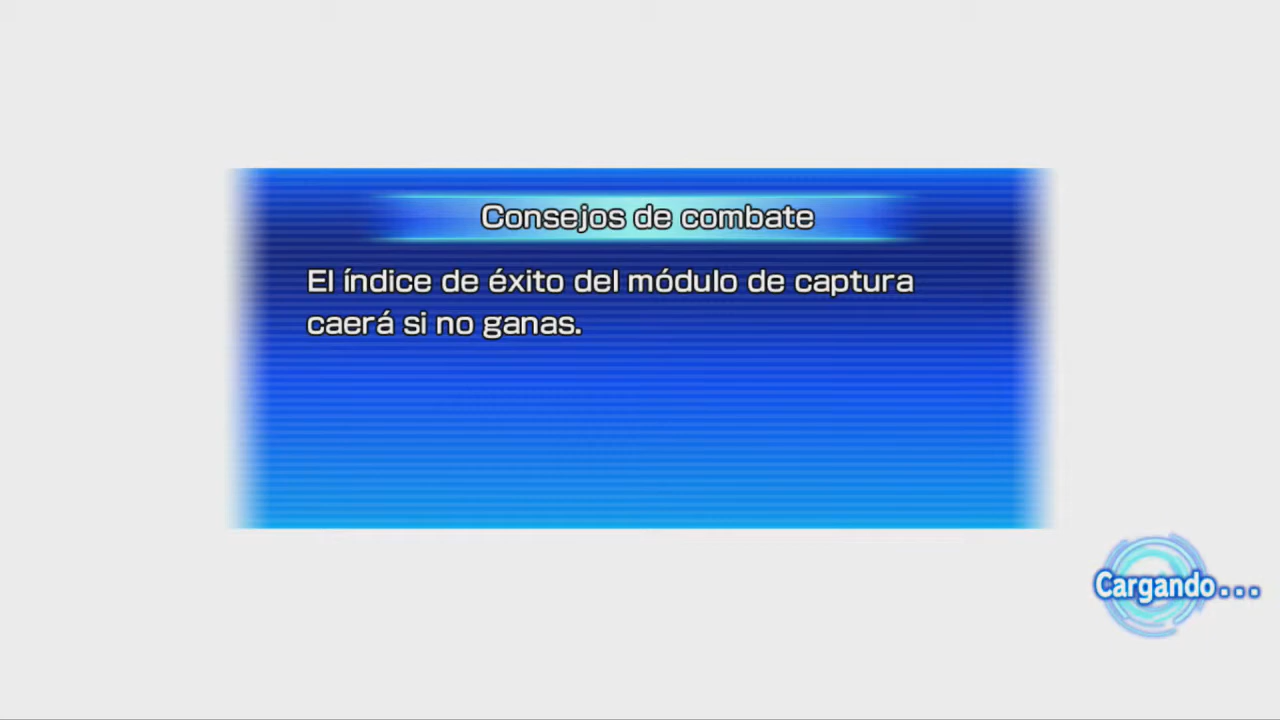 Consejos de combate
El índice de éxito del módulo de captura
caerá si no ganas.
Cargando...